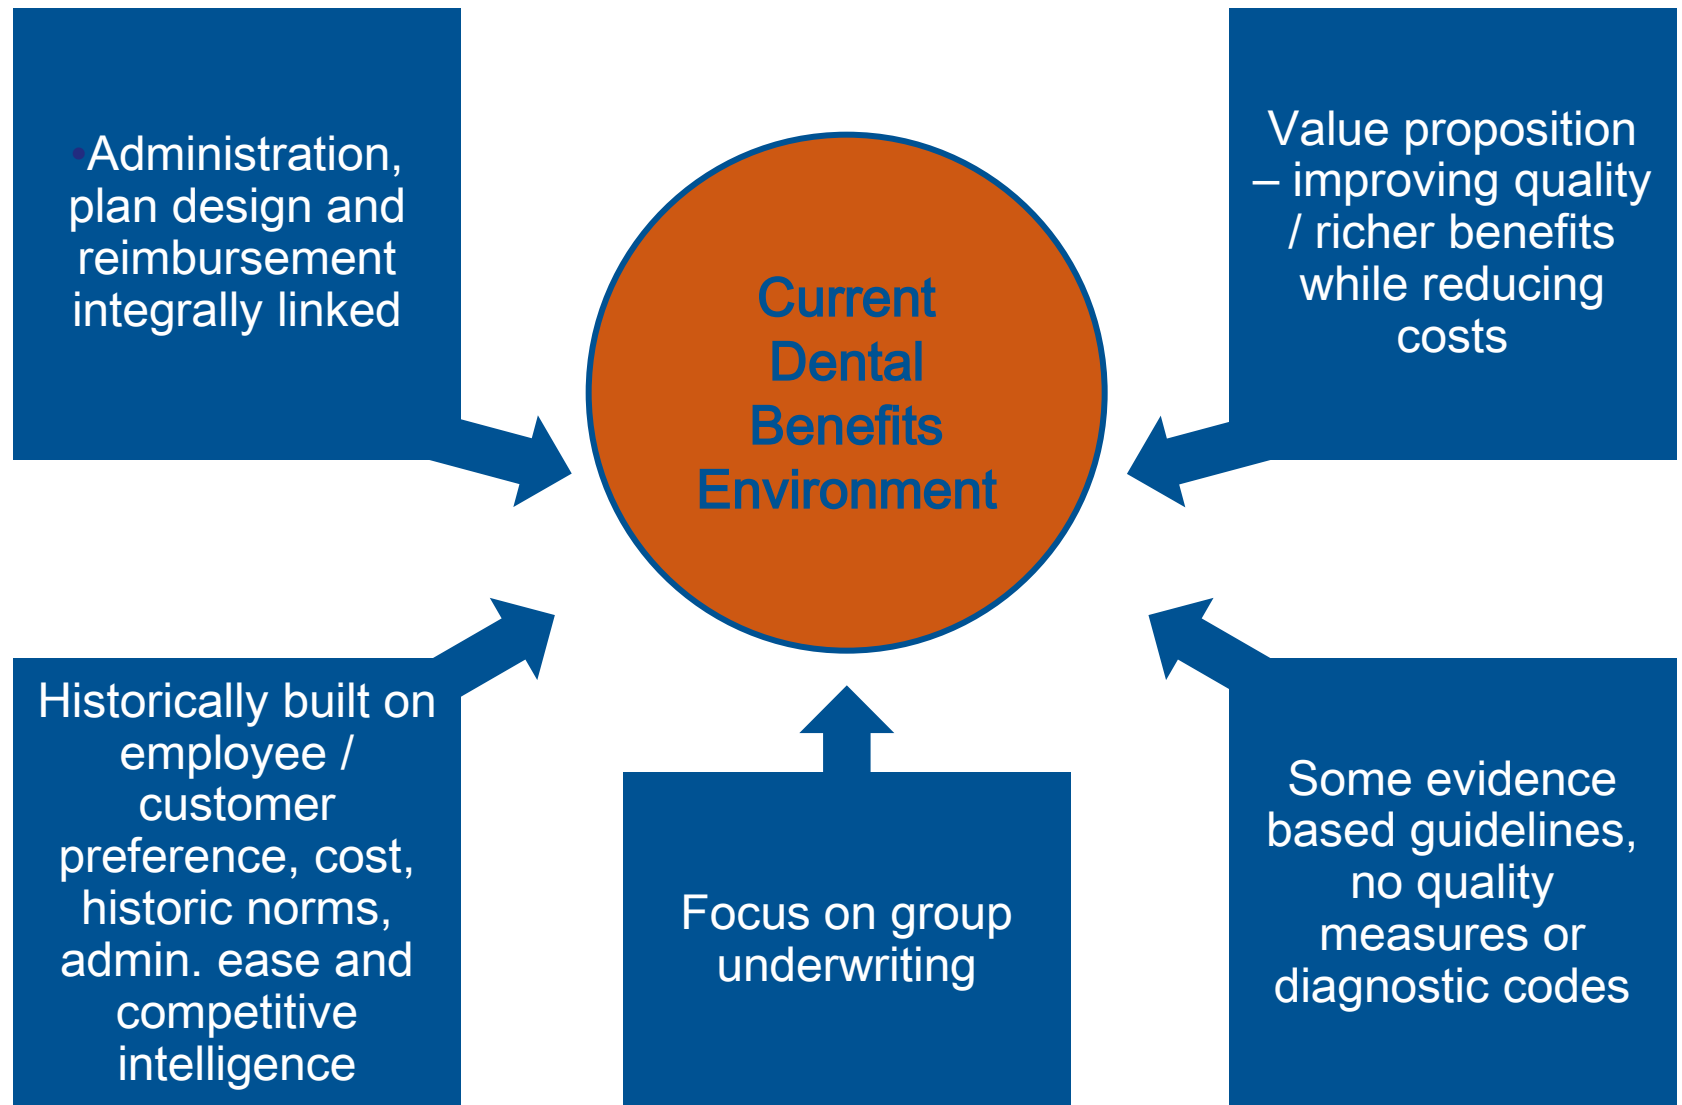 •Administration,
plan design and
reimbursement
integrally linked
Current
Dental
Benefits
Environment
Value proposition
– improving quality
/ richer benefits
while reducing
costs
Historically built on
employee /
customer
preference, cost,
historic norms,
admin. ease and
competitive
intelligence
Focus on group
underwriting
Some evidence
based guidelines,
no quality
measures or
diagnostic codes